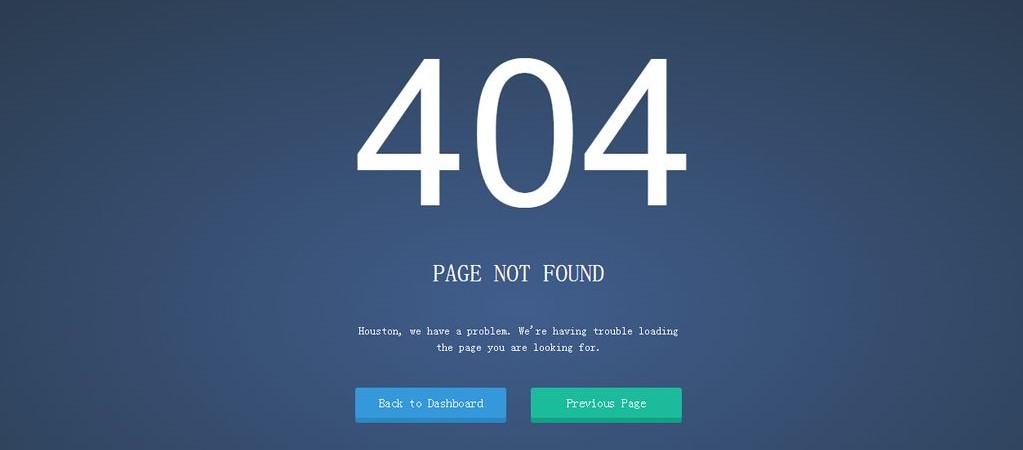 404
PAGE NOT FOUND
Houston, we have a problem. We're having trouble loading
the page you are looking for.
Back to Dashboard
Previous Page